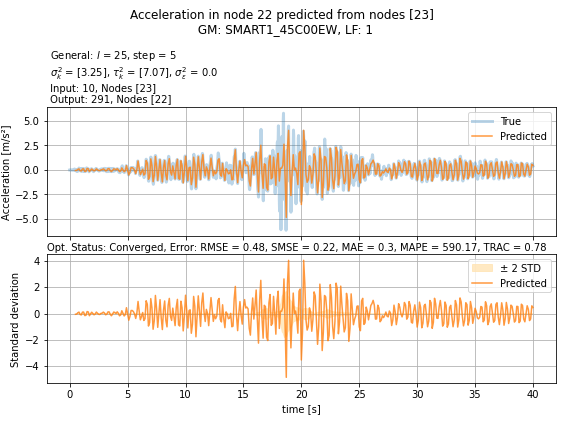 Acceleration in node 22 predicted from nodes [23]
GM: SMART1_45C00EW, LF: 1
General: l = 25, step = 5
σ²ₖ = [3.25], τ²ₖ = [7.07], σ²ε = 0.0
Input: 10, Nodes [23]
Output: 291, Nodes [22]
Acceleration [m/s²]
5.0
2.5
0.0
−2.5
−5.0
True
Predicted
Opt. Status: Converged, Error: RMSE = 0.48, SMSE = 0.22, MAE = 0.3, MAPE = 590.17, TRAC = 0.78
Standard deviation
4
2
0
−2
−4
± 2 STD
Predicted
0 5 10 15 20 25 30 35 40
time [s]